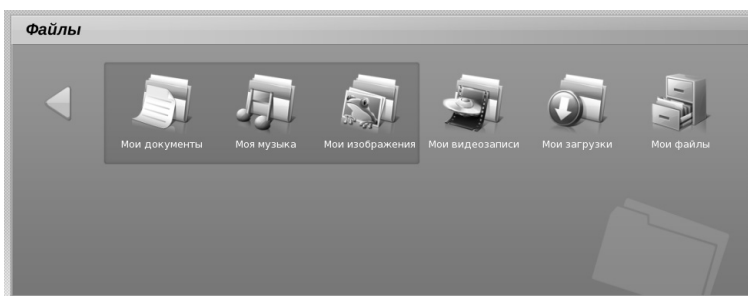 Файлы
Мои документы
Моя музыка
Мои изображения
Мои видеозаписи
Мои загрузки
Мои файлы